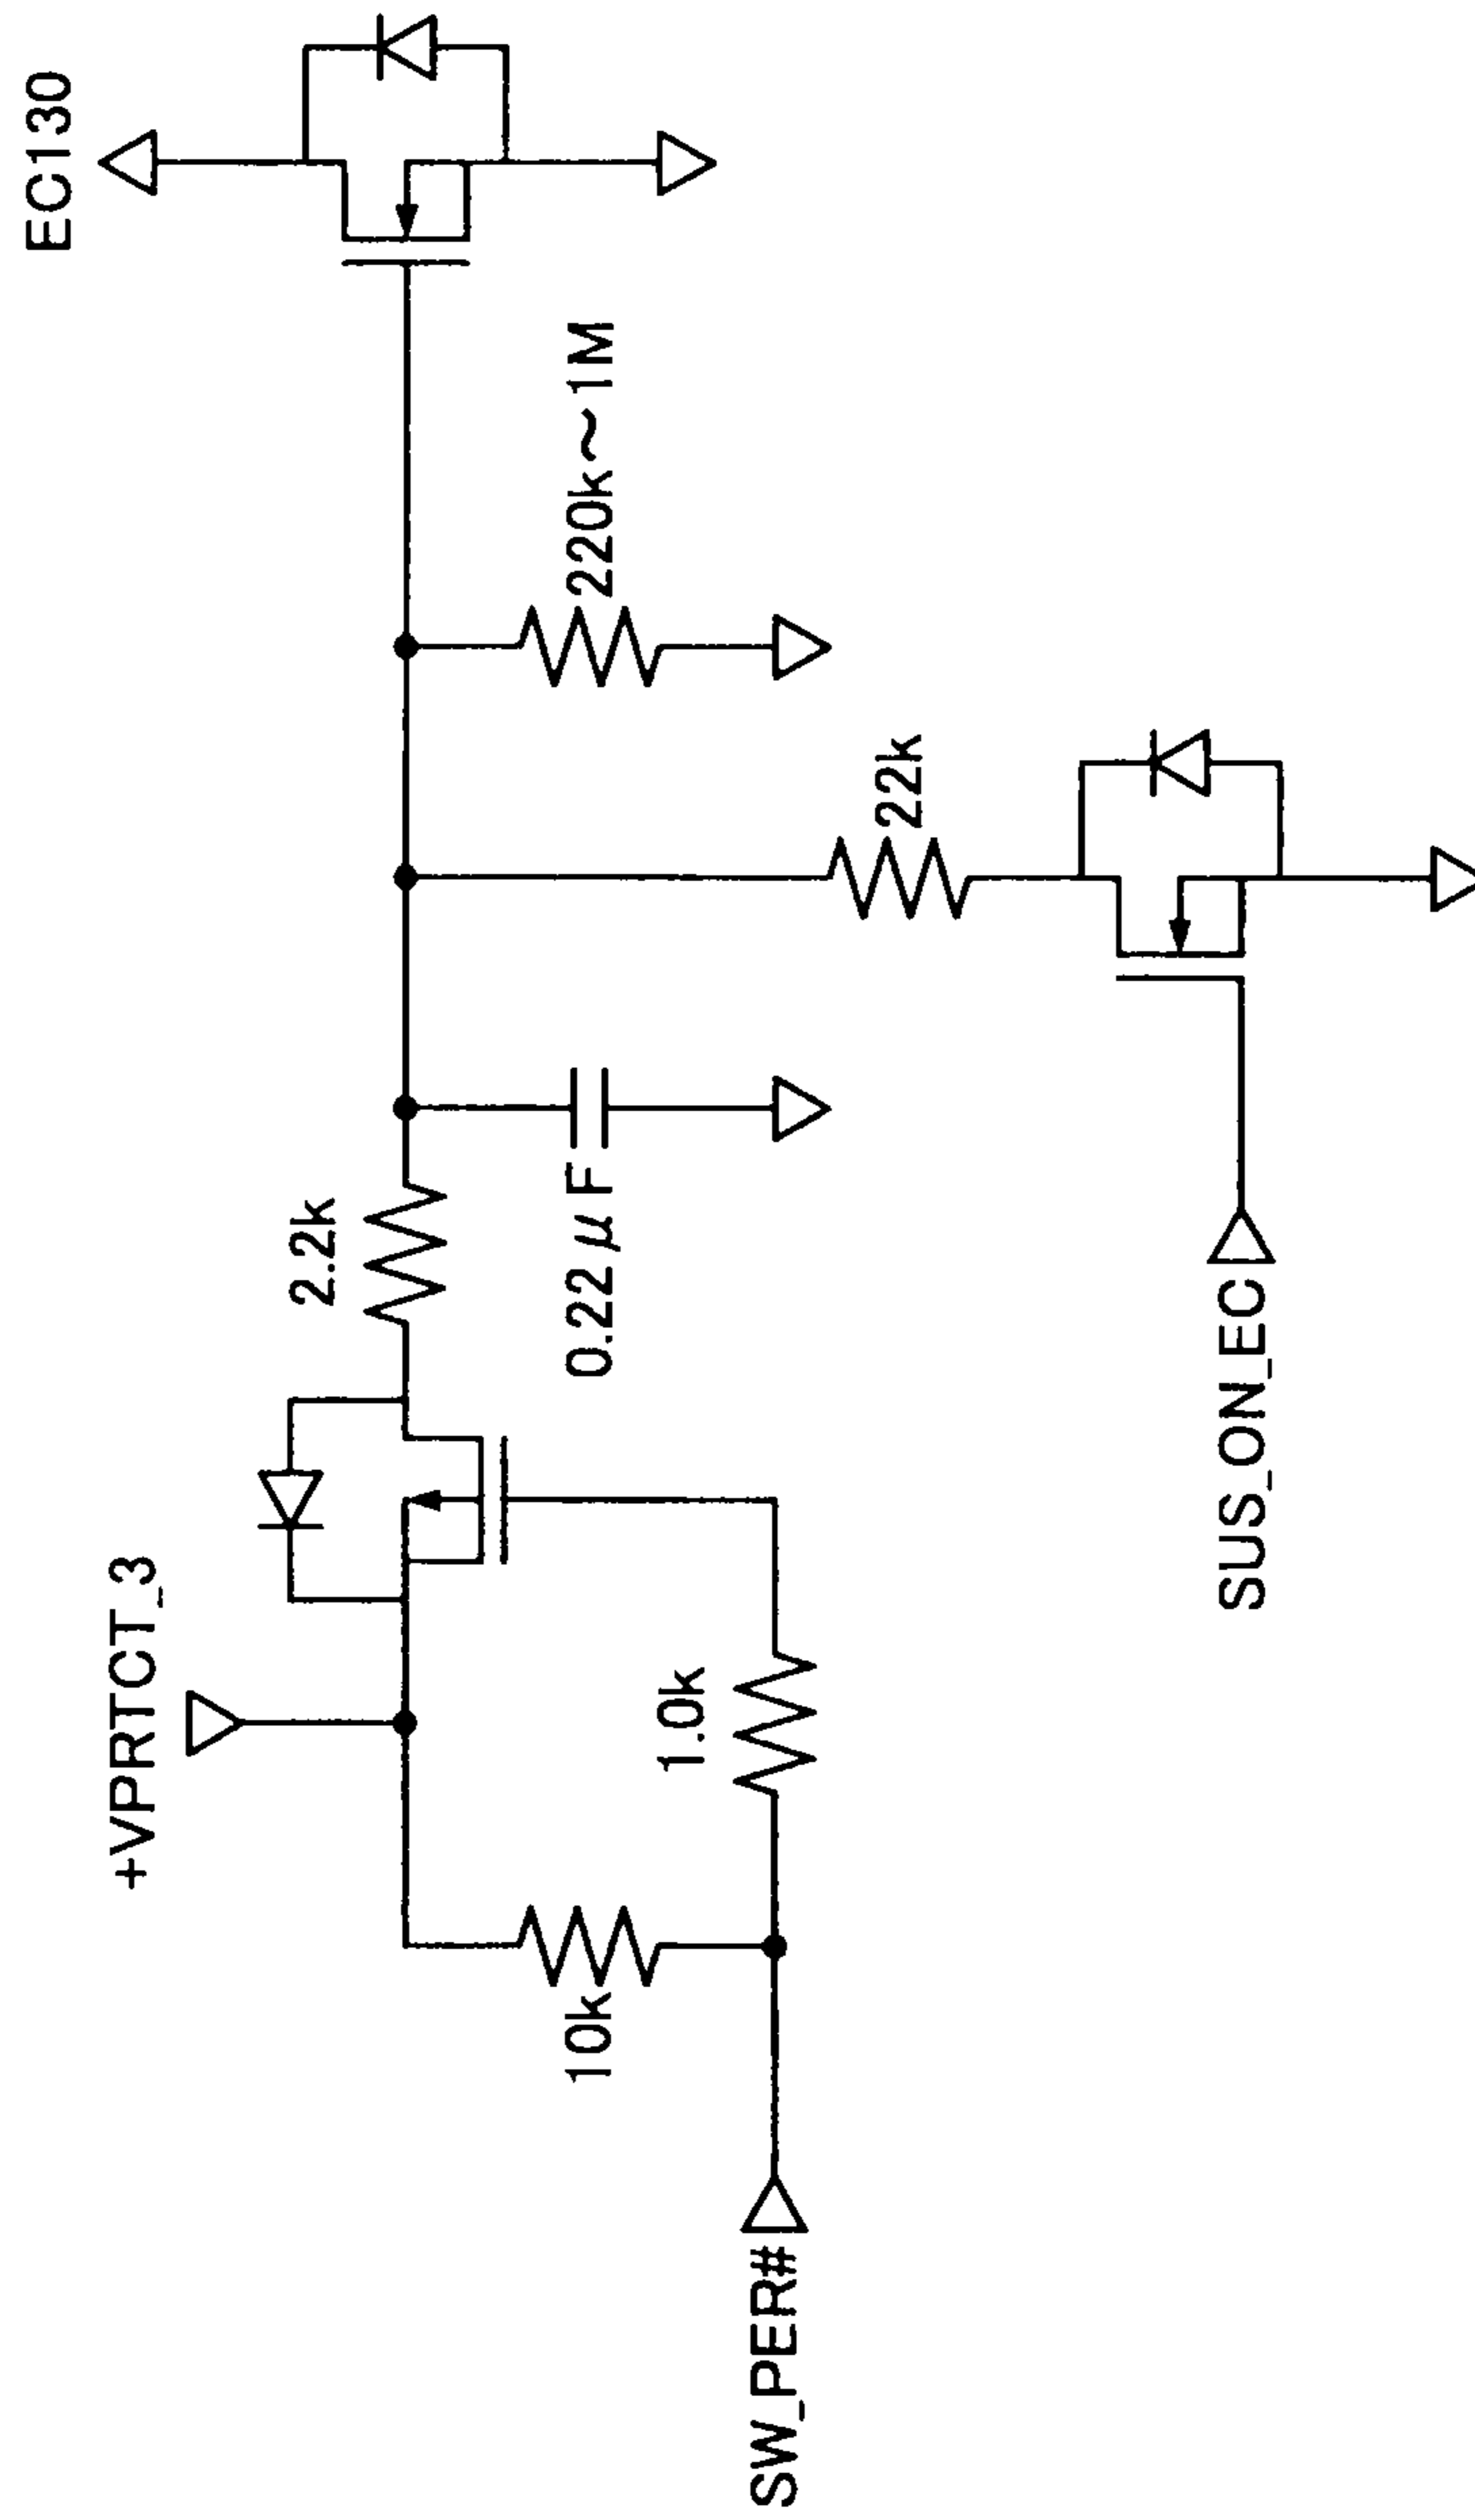 EC130
+VPRTCT_3
2.2k
220k~1M
0.22μF
22k
10k
1.0k
SW_PER#
SUS_ON_EC